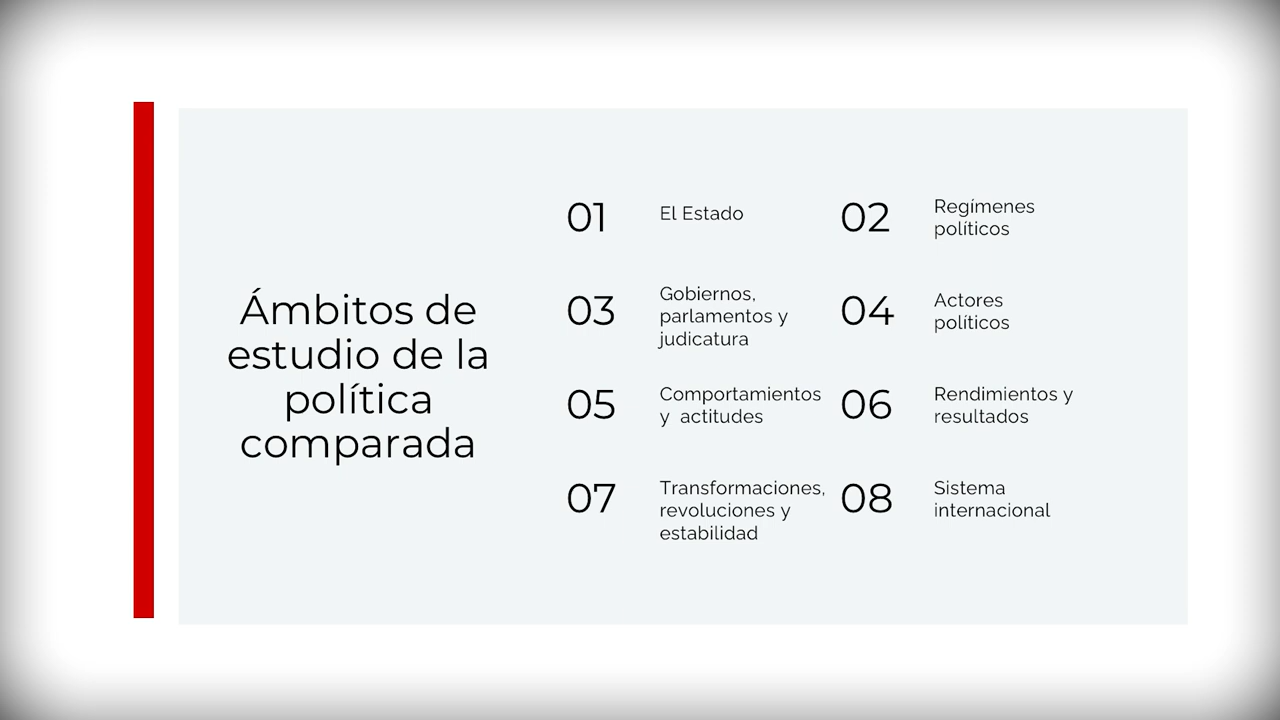 Ámbitos de
estudio de la
política
comparada
01
El Estado
02
Regímenes
políticos
03
Gobiernos,
parlamentos y
judicatura
04
Actores
políticos
05
Comportamientos
y  actitudes
06
Rendimientos y
resultados
07
Transformaciones,
revoluciones y
estabilidad
08
Sistema
internacional